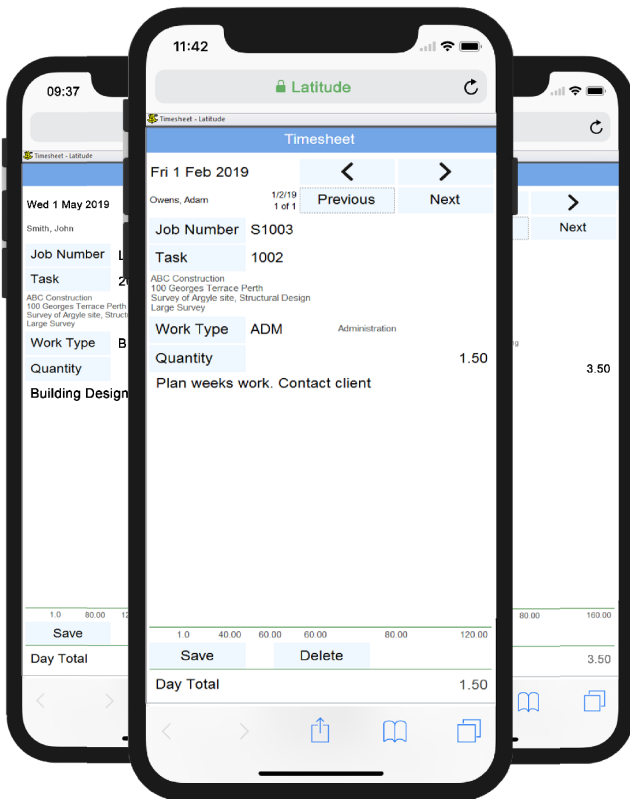 09:37
Timesheet - Latitude
Wed 1 May 2019
Smith, John
Job Number
Task
ABC Construction
100 Georges Terrace Perth
Survey of Argyle site, Struct
Large Survey
Work Type B
Quantity
Building Design
1.0 80.00
Save
Day Total
11:42
Latitude
Timesheet - Latitude
Timesheet
Fri 1 Feb 2019 < >
Owens, Adam 1/2/19 1 of 1 Previous Next
Job Number S1003
Task 1002
ABC Construction
100 Georges Terrace Perth
Survey of Argyle site, Structural Design
Large Survey
Work Type ADM Administration
Quantity 1.50
Plan weeks work. Contact client
1.0 40.00 60.00 60.00 80.00 120.00
Save Delete
Day Total 1.50
>
Next
3.50
80.00 160.00
3.50